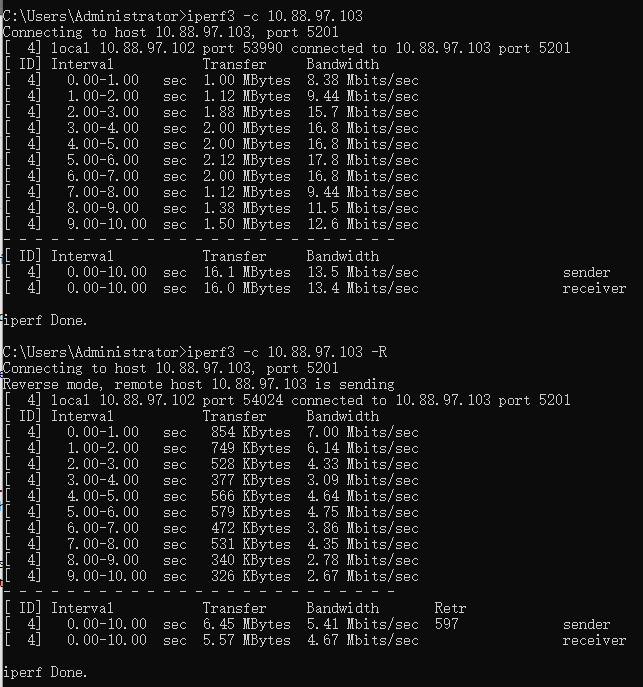 C:\Users\Administrator>iperf3 -c 10.88.97.103
Connecting to host 10.88.97.103, port 5201
[  4] local 10.88.97.102 port 53990 connected to 10.88.97.103 port 5201
[ ID] Interval           Transfer     Bandwidth
[  4]   0.00-1.00   sec  1.00 MBytes  8.38 Mbits/sec
[  4]   1.00-2.00   sec  1.12 MBytes  9.44 Mbits/sec
[  4]   2.00-3.00   sec  1.88 MBytes  15.7 Mbits/sec
[  4]   3.00-4.00   sec  2.00 MBytes  16.8 Mbits/sec
[  4]   4.00-5.00   sec  2.00 MBytes  16.8 Mbits/sec
[  4]   5.00-6.00   sec  2.12 MBytes  17.8 Mbits/sec
[  4]   6.00-7.00   sec  2.00 MBytes  16.8 Mbits/sec
[  4]   7.00-8.00   sec  1.12 MBytes  9.44 Mbits/sec
[  4]   8.00-9.00   sec  1.38 MBytes  11.5 Mbits/sec
[  4]   9.00-10.00  sec  1.50 MBytes  12.6 Mbits/sec
- - - - - - - - - - - - - - - - - - - - - - - - -
[ ID] Interval           Transfer     Bandwidth
[  4]   0.00-10.00  sec  16.1 MBytes  13.5 Mbits/sec                  sender
[  4]   0.00-10.00  sec  16.0 MBytes  13.4 Mbits/sec                  receiver
iperf Done.
C:\Users\Administrator>iperf3 -c 10.88.97.103 -R
Connecting to host 10.88.97.103, port 5201
Reverse mode, remote host 10.88.97.103 is sending
[  4] local 10.88.97.102 port 54024 connected to 10.88.97.103 port 5201
[ ID] Interval           Transfer     Bandwidth
[  4]   0.00-1.00   sec   854 KBytes  7.00 Mbits/sec
[  4]   1.00-2.00   sec   749 KBytes  6.14 Mbits/sec
[  4]   2.00-3.00   sec   528 KBytes  4.33 Mbits/sec
[  4]   3.00-4.00   sec   377 KBytes  3.09 Mbits/sec
[  4]   4.00-5.00   sec   566 KBytes  4.64 Mbits/sec
[  4]   5.00-6.00   sec   579 KBytes  4.75 Mbits/sec
[  4]   6.00-7.00   sec   472 KBytes  3.86 Mbits/sec
[  4]   7.00-8.00   sec   531 KBytes  4.35 Mbits/sec
[  4]   8.00-9.00   sec   340 KBytes  2.78 Mbits/sec
[  4]   9.00-10.00  sec   326 KBytes  2.67 Mbits/sec
- - - - - - - - - - - - - - - - - - - - - - - - -
[ ID] Interval           Transfer     Bandwidth       Retr
[  4]   0.00-10.00  sec  6.45 MBytes  5.41 Mbits/sec  597             sender
[  4]   0.00-10.00  sec  5.57 MBytes  4.67 Mbits/sec                  receiver
iperf Done.